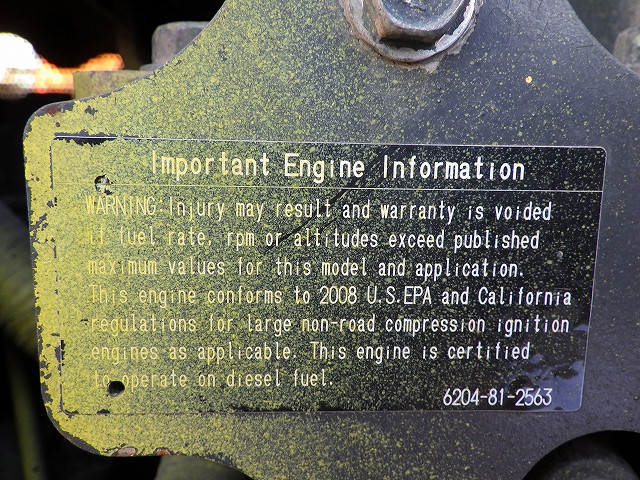 Important Engine Information
WARNING:Injury may result and warranty is voided
if fuel rate, rpm or altitudes exceed published
maximum values for this model and application.
This engine conforms to 2008 U.S.EPA and California
regulations for large non-road compression ignition
engines as applicable. This engine is certified
to operate on diesel fuel.
6204-81-2563